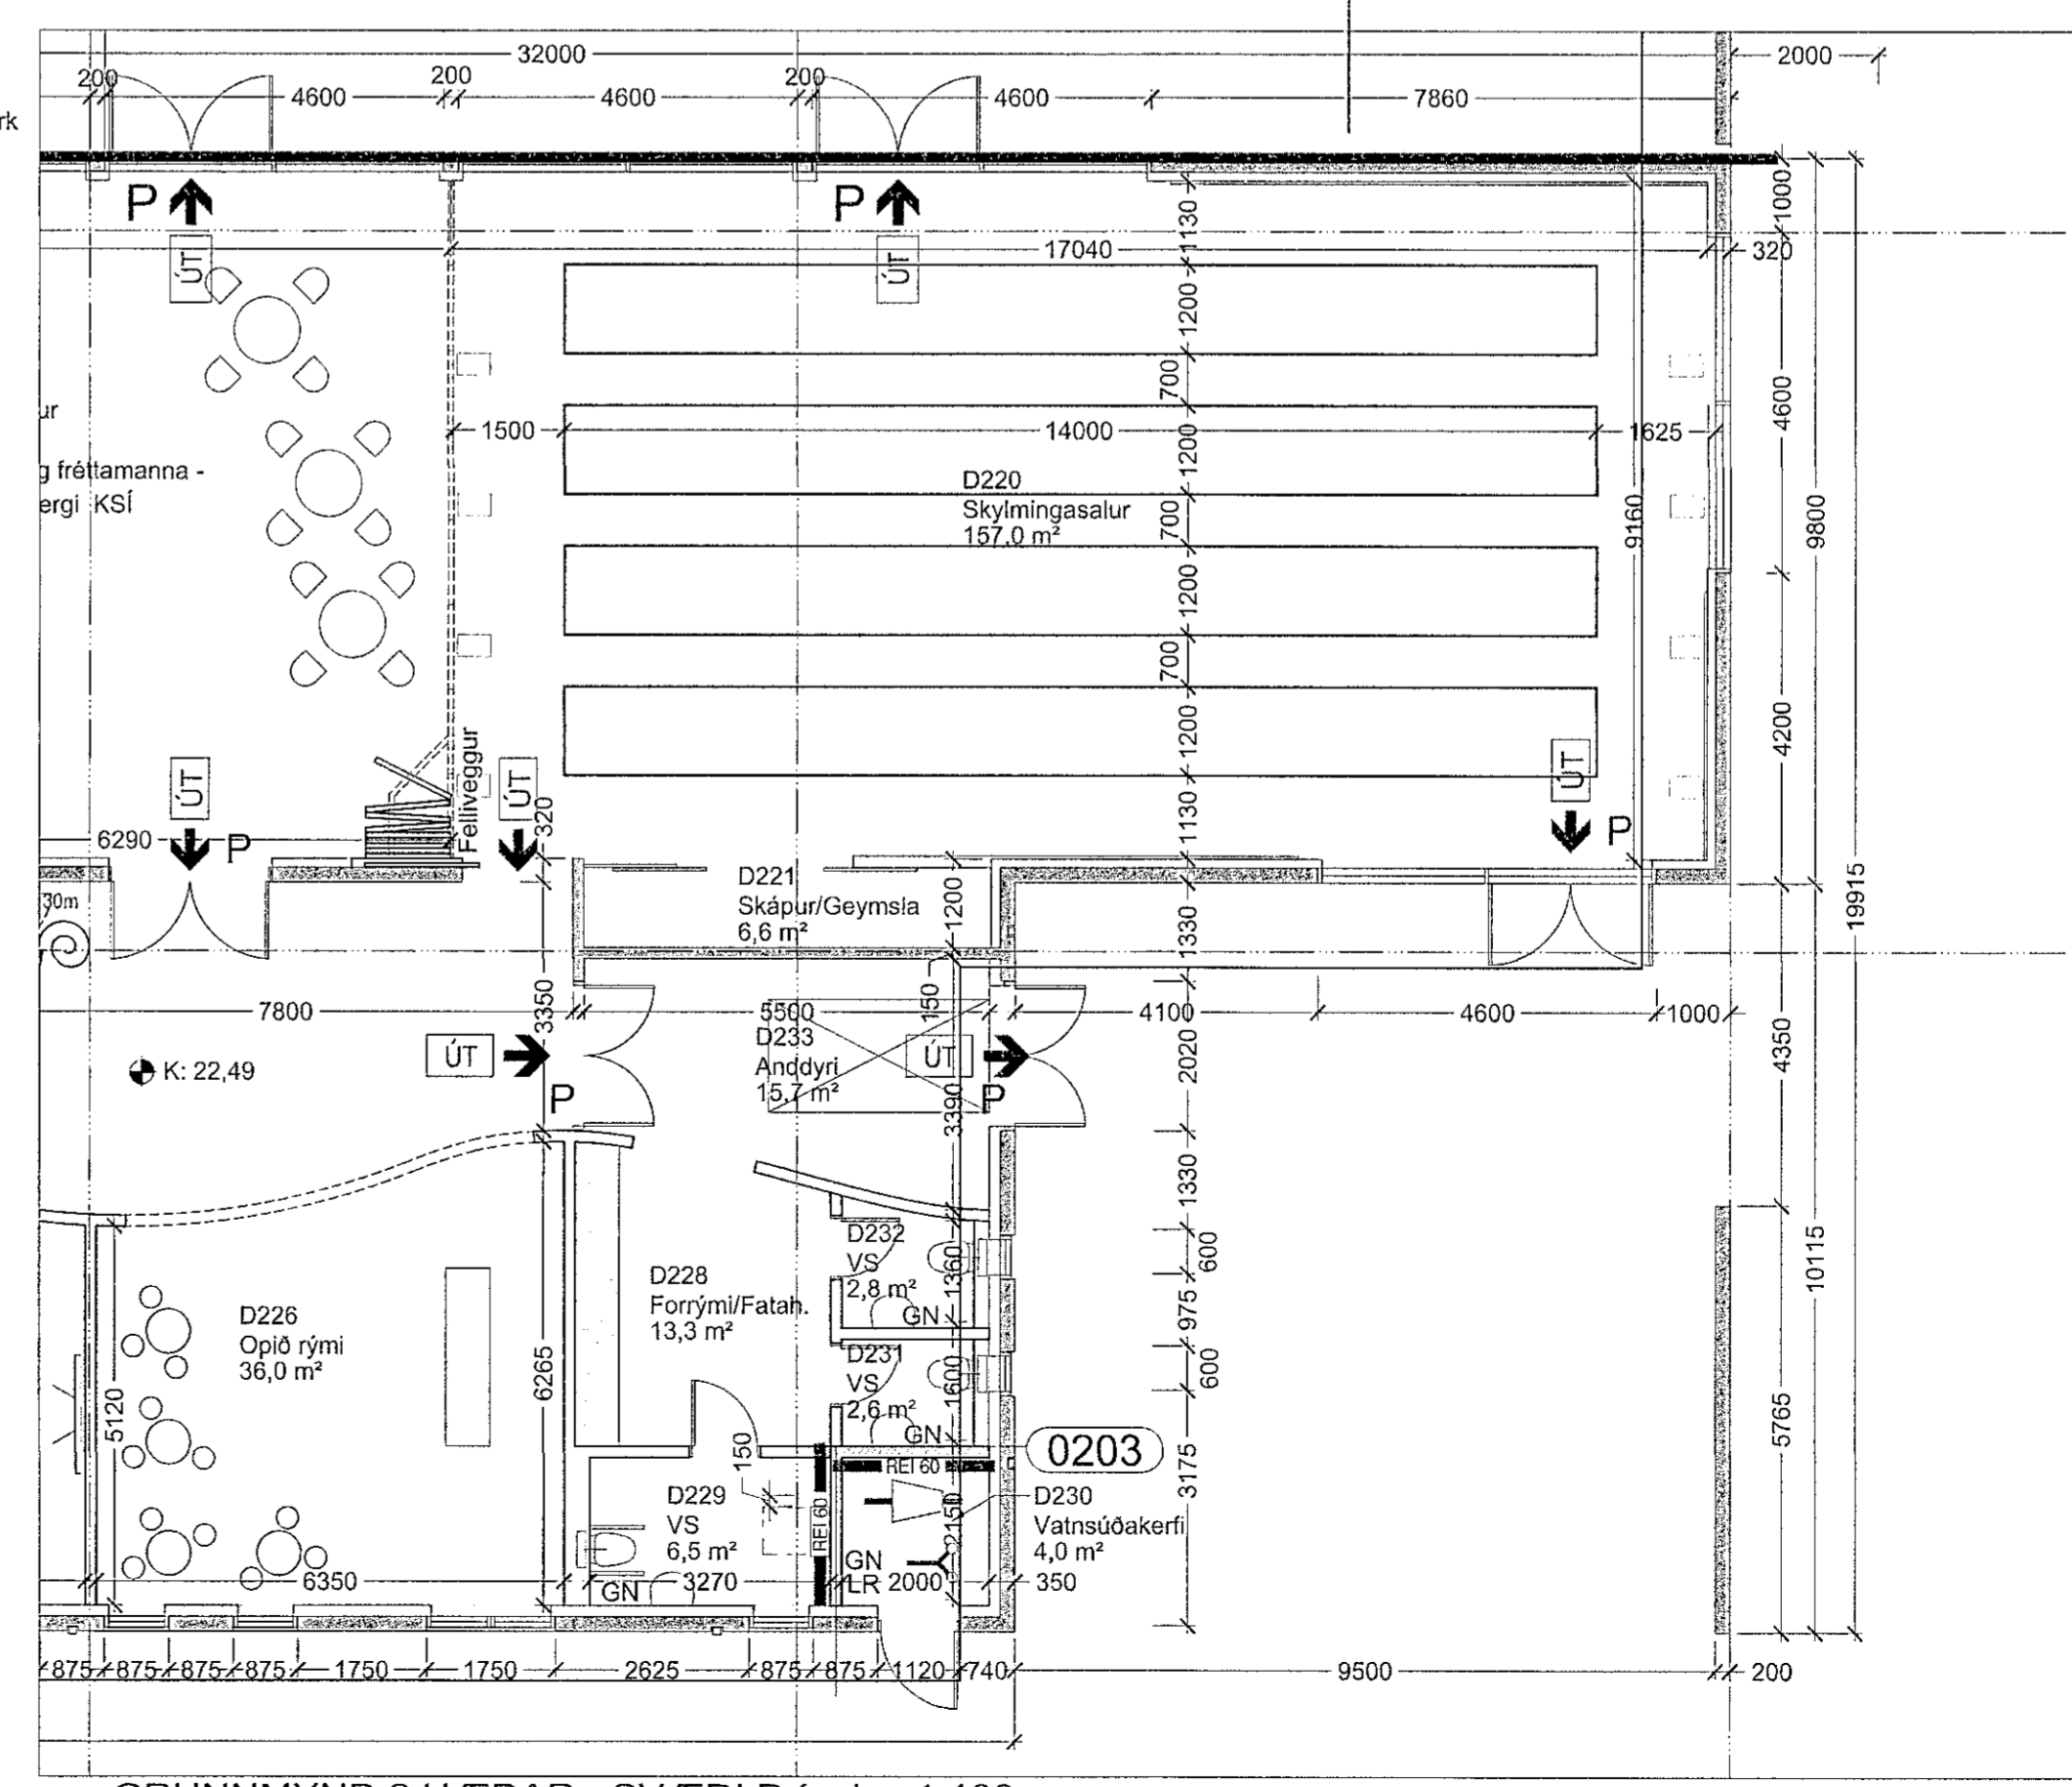 32000
2000
200
200
200
4600
4600
4600
7860
rk
P
P
ÚT
ÚT
1130
1000
17040
320
1200
700
4600
ur
1500
14000
1200
1625
g fréttamanna -
ergi KSÍ
D220
Skylmingasalur
157,0 m²
700
9160
9800
1200
700
4200
1200
Felliveggur
ÚT
ÚT
ÚT
320
1130
6290
P
P
D221
Skápur/Geymsla
6,6 m²
30m
1200
1330
19915
7800
3350
5500
150
4100
4600
1000
D233
Anddyri
15,7 m²
ÚT
ÚT
2020
4350
K: 22,49
P
P
3390
1330
D232
VS
2,8 m²
GN
1360
600
10115
D228
Forrými/Fatah.
13,3 m²
975
D226
Opið rými
36,0 m²
D231
VS
2,6 m²
GN
1600
600
5120
6265
5765
0203
150
REI 60
3175
D229
VS
6,5 m²
REI 60
2150
D230
Vatnsúðakerfi
4,0 m²
GN
LR
6350
GN
3270
2000
350
875
875
875
875
1750
1750
2625
875
875
1120
740
9500
200